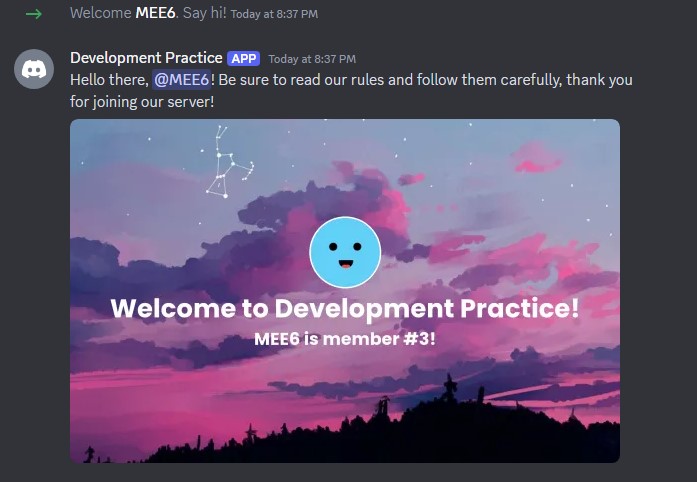 Welcome MEE6. Say hi! Today at 8:37 PM
Development Practice APP Today at 8:37 PM
Hello there, @MEE6! Be sure to read our rules and follow them carefully, thank you
for joining our server!
Welcome to Development Practice!
MEE6 is member #3!